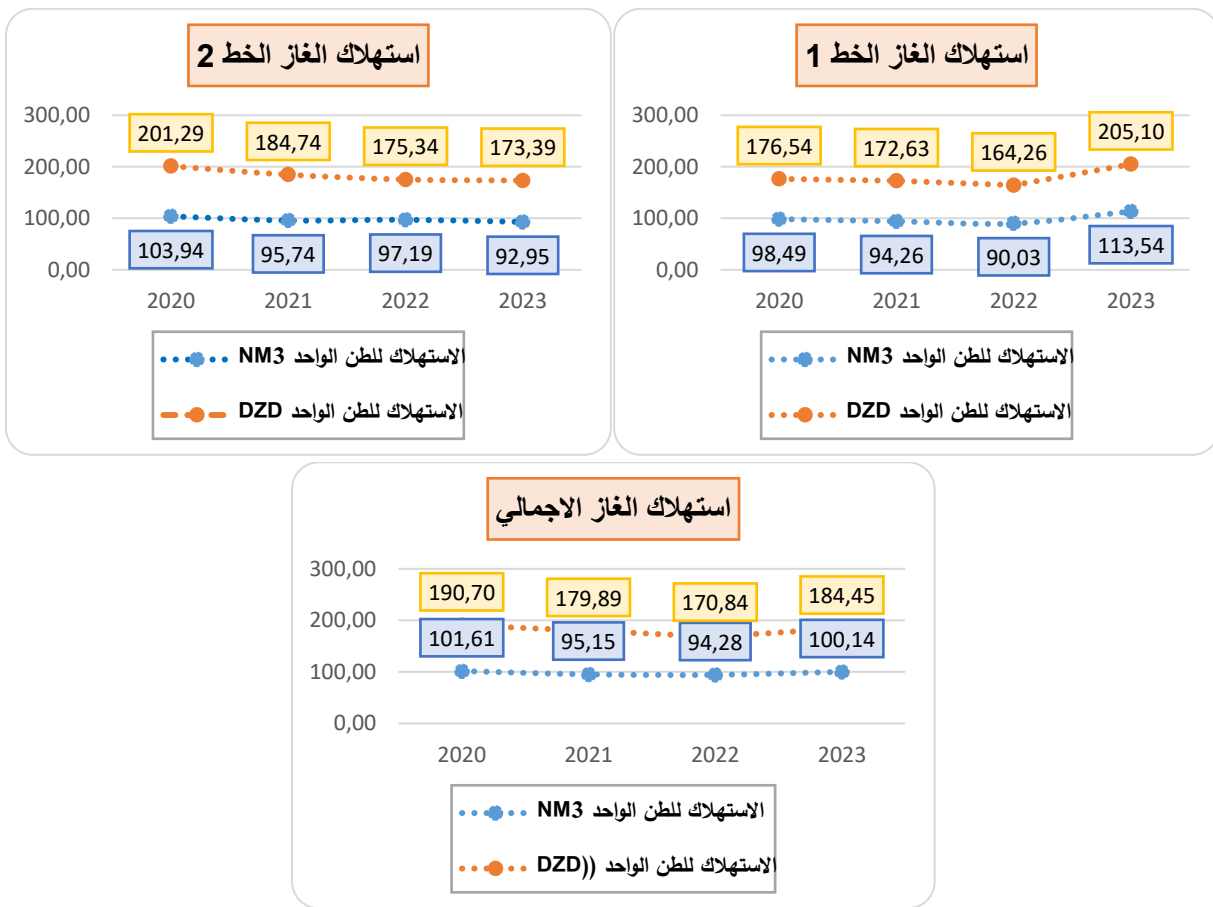 استهلاك الغاز الخط 1
300,00
200,00
100,00
0,00
176,54 172,63 164,26 205,10
98,49 94,26 90,03 113,54
2020 2021 2022 2023
الاستهلاك للطن الواحد NM3
الاستهلاك للطن الواحد DZD
استهلاك الغاز الخط 2
300,00
200,00
100,00
0,00
201,29 184,74 175,34 173,39
103,94 95,74 97,19 92,95
2020 2021 2022 2023
الاستهلاك للطن الواحد NM3
الاستهلاك للطن الواحد DZD
استهلاك الغاز الاجمالي
300,00
200,00
100,00
0,00
190,70 179,89 170,84 184,45
101,61 95,15 94,28 100,14
2020 2021 2022 2023
الاستهلاك للطن الواحد NM3
الاستهلاك للطن الواحد DZD))